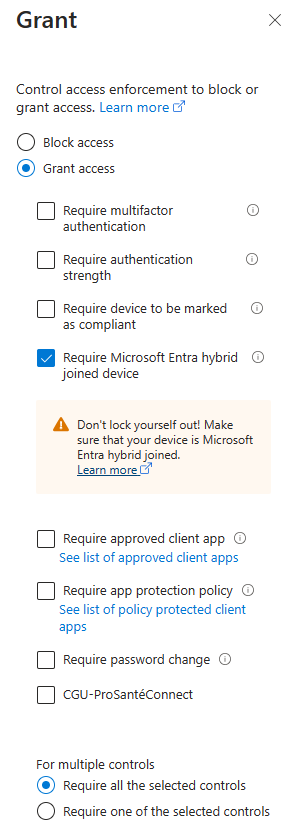 Grant
Control access enforcement to block or
grant access. Learn more
Block access
Grant access
Require multifactor
authentication
Require authentication
strength
Require device to be marked
as compliant
Require Microsoft Entra hybrid
joined device
Don't lock yourself out! Make
sure that your device is Microsoft
Entra hybrid joined.
Learn more
Require approved client app
See list of approved client apps
Require app protection policy
See list of policy protected client
apps
Require password change
CGU-ProSantéConnect
For multiple controls
Require all the selected controls
Require one of the selected controls